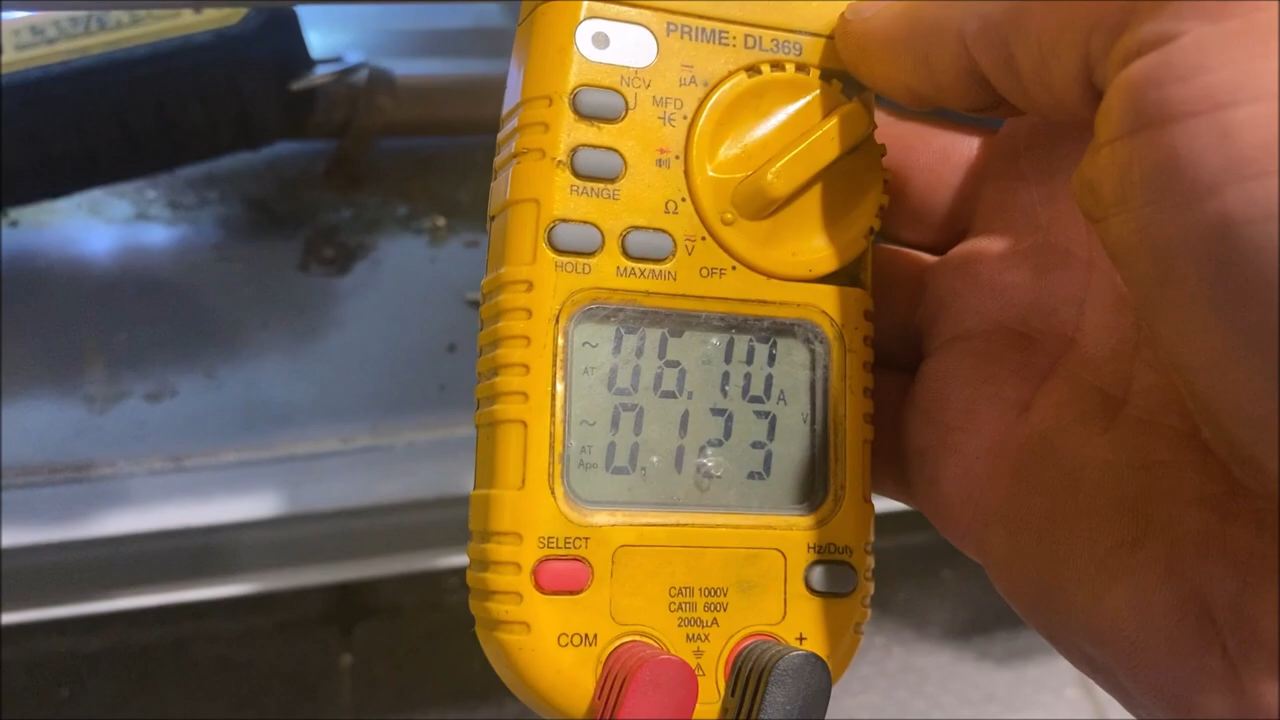 PRIME: DL369
NCV
μA
MFD
RANGE
Ω
V
HOLD
MAX/MIN
OFF
~ 06.10 A
AT
~ 0.123 V
AT
Apo
SELECT
Hz/Duty
CATII 1000V
CATIII 600V
2000μA
MAX
COM
+